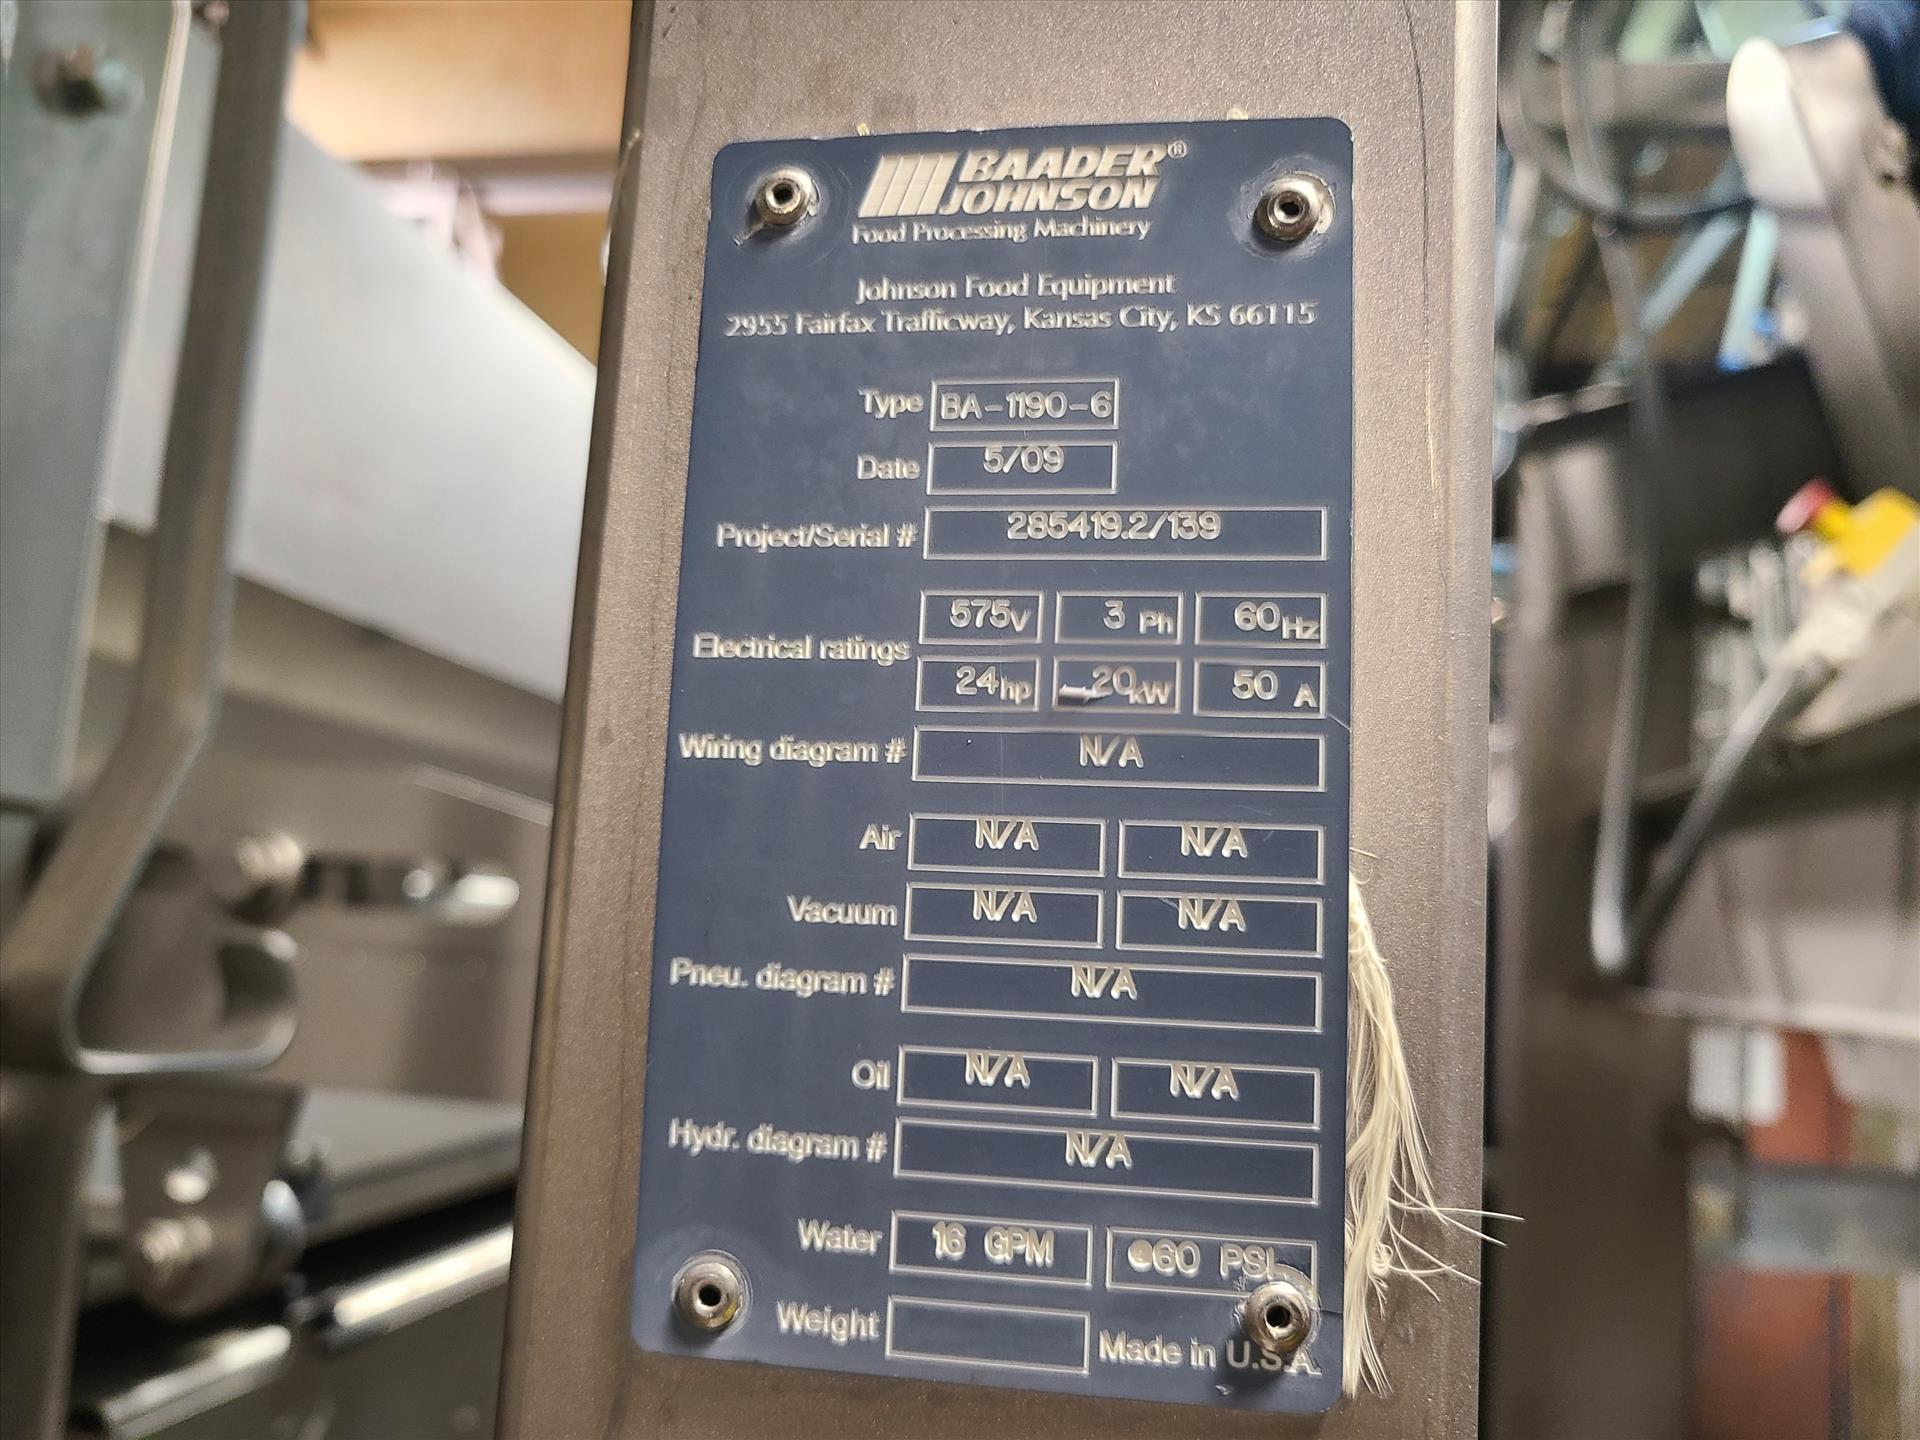 BAADER®
JOHNSON
Food Processing Machinery
Johnson Food Equipment
2955 Fairfax Trafficway, Kansas City, KS 66115
Type BA-1190-6
Date 5/09
Project/Serial # 285419.2/139
Electrical ratings 575V 3 Ph 60Hz
24hp 20kW 50 A
Wiring diagram # N/A
Air N/A N/A
Vacuum N/A N/A
Pneu. diagram # N/A
Oil N/A N/A
Hydr. diagram # N/A
Water 16 GPM @60 PSI
Weight
Made in U.S.A.